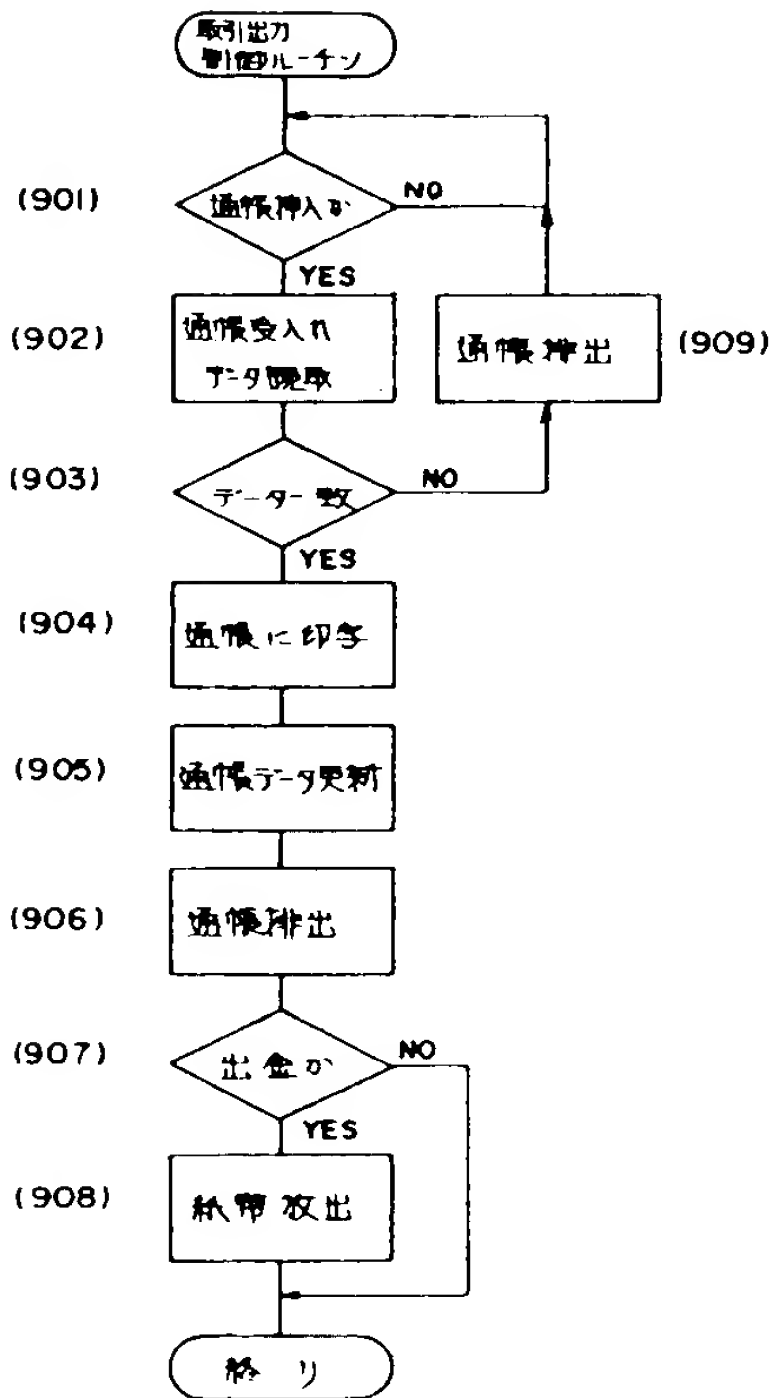 取引出力
制御ルーチン
(901)
通帳挿入か
NO
YES
(902)
通帳受入れ
データ読取
通帳排出
(909)
(903)
データ一致
NO
YES
(904)
通帳に印字
(905)
通帳データ更新
(906)
通帳排出
(907)
出金か
NO
YES
(908)
紙幣放出
終り